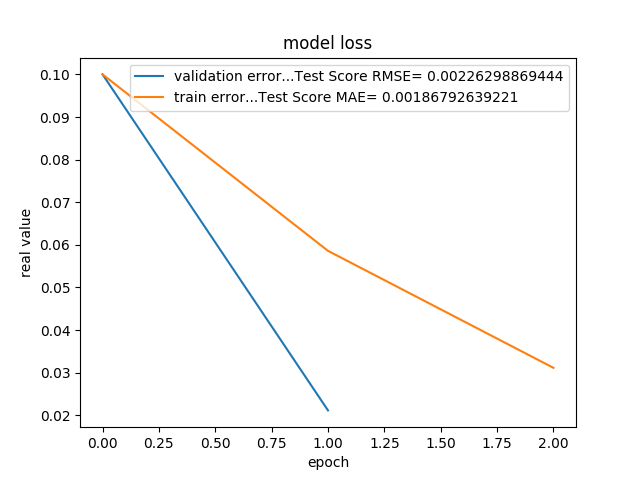 model loss
validation error...Test Score RMSE= 0.00226298869444
train error...Test Score MAE= 0.00186792639221
0.10
0.09
0.08
0.07
0.06
0.05
0.04
0.03
0.02
real value
0.00 0.25 0.50 0.75 1.00 1.25 1.50 1.75 2.00
epoch